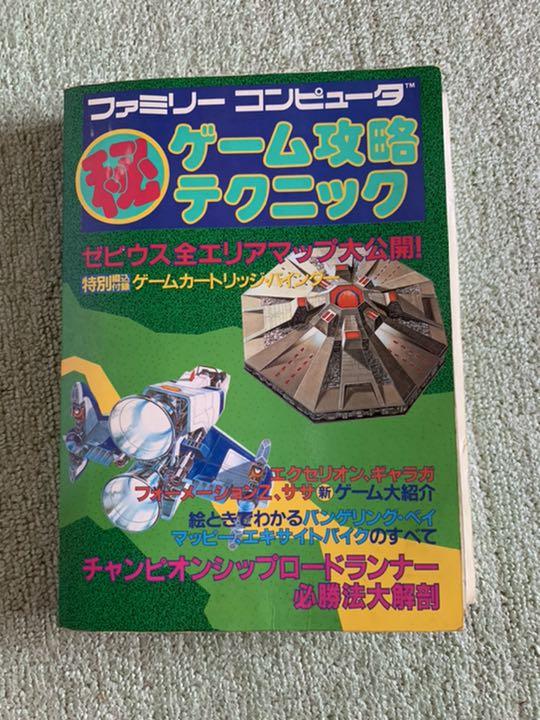 ファミリー コンピュータ™
㊙ゲーム攻略
テクニック
ゼビウス全エリアマップ大公開!
特別綴込付録 ゲームカートリッジ・バインダー
エクセリオン、ギャラガ
フォーメーションZ、ササ㊟ゲーム大紹介
絵ときでわかるバンゲリング・ベイ
マッピー、エキサイトバイクのすべて
チャンピオンシップロードランナー
必勝法大解剖